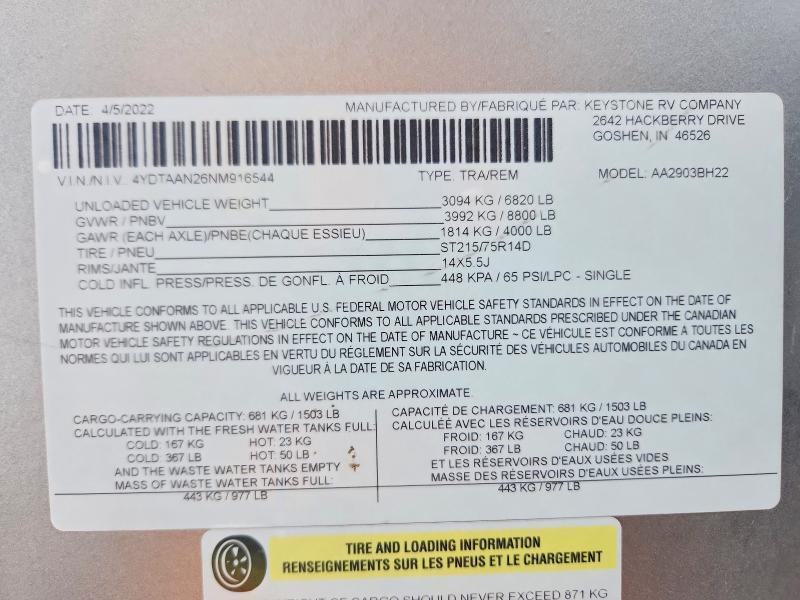 DATE: 4/5/2022 MANUFACTURED BY/FABRIQUÉ PAR: KEYSTONE RV COMPANY
2642 HACKBERRY DRIVE
GOSHEN, IN 46526
V.I.N./N.I.V.: 4YDTAAN26NM916544 TYPE: TRA/REM MODEL: AA2903BH22
UNLOADED VEHICLE WEIGHT 3094 KG / 6820 LB
GVWR / PNBV 3992 KG / 8800 LB
GAWR (EACH AXLE)/PNBE(CHAQUE ESSIEU) 1814 KG / 4000 LB
TIRE / PNEU ST215/75R14D
RIMS/JANTE 14X5.5J
COLD INFL. PRESS/PRESS. DE GONFL. À FROID 448 KPA / 65 PSI/LPC - SINGLE
THIS VEHICLE CONFORMS TO ALL APPLICABLE U.S. FEDERAL MOTOR VEHICLE SAFETY STANDARDS IN EFFECT ON THE DATE OF
MANUFACTURE SHOWN ABOVE. THIS VEHICLE CONFORMS TO ALL APPLICABLE STANDARDS PRESCRIBED UNDER THE CANADIAN
MOTOR VEHICLE SAFETY REGULATIONS IN EFFECT ON THE DATE OF MANUFACTURE ~ CE VÉHICULE EST CONFORME A TOUTES LES
NORMES QUI LUI SONT APPLICABLES EN VERTU DU RÉGLEMENT SUR LA SÉCURITÉ DES VÉHICULES AUTOMOBILES DU CANADA EN
VIGUEUR À LA DATE DE SA FABRICATION.
ALL WEIGHTS ARE APPROXIMATE.
CARGO-CARRYING CAPACITY: 681 KG / 1503 LB
CALCULATED WITH THE FRESH WATER TANKS FULL:
COLD: 167 KG HOT: 23 KG
COLD: 367 LB HOT: 50 LB
AND THE WASTE WATER TANKS EMPTY
MASS OF WASTE WATER TANKS FULL:
443 KG / 977 LB
CAPACITÉ DE CHARGEMENT: 681 KG / 1503 LB
CALCULÉE AVEC LES RÉSERVOIRS D'EAU DOUCE PLEINS:
FROID: 167 KG CHAUD: 23 KG
FROID: 367 LB CHAUD: 50 LB
ET LES RÉSERVOIRS D'EAUX USÉES VIDES
MASSE DES RÉSERVOIRS D'EAUX USÉES PLEINS:
443 KG / 977 LB
TIRE AND LOADING INFORMATION
RENSEIGNEMENTS SUR LES PNEUS ET LE CHARGEMENT
OF CARGO SHOULD NEVER EXCEED 871 KG